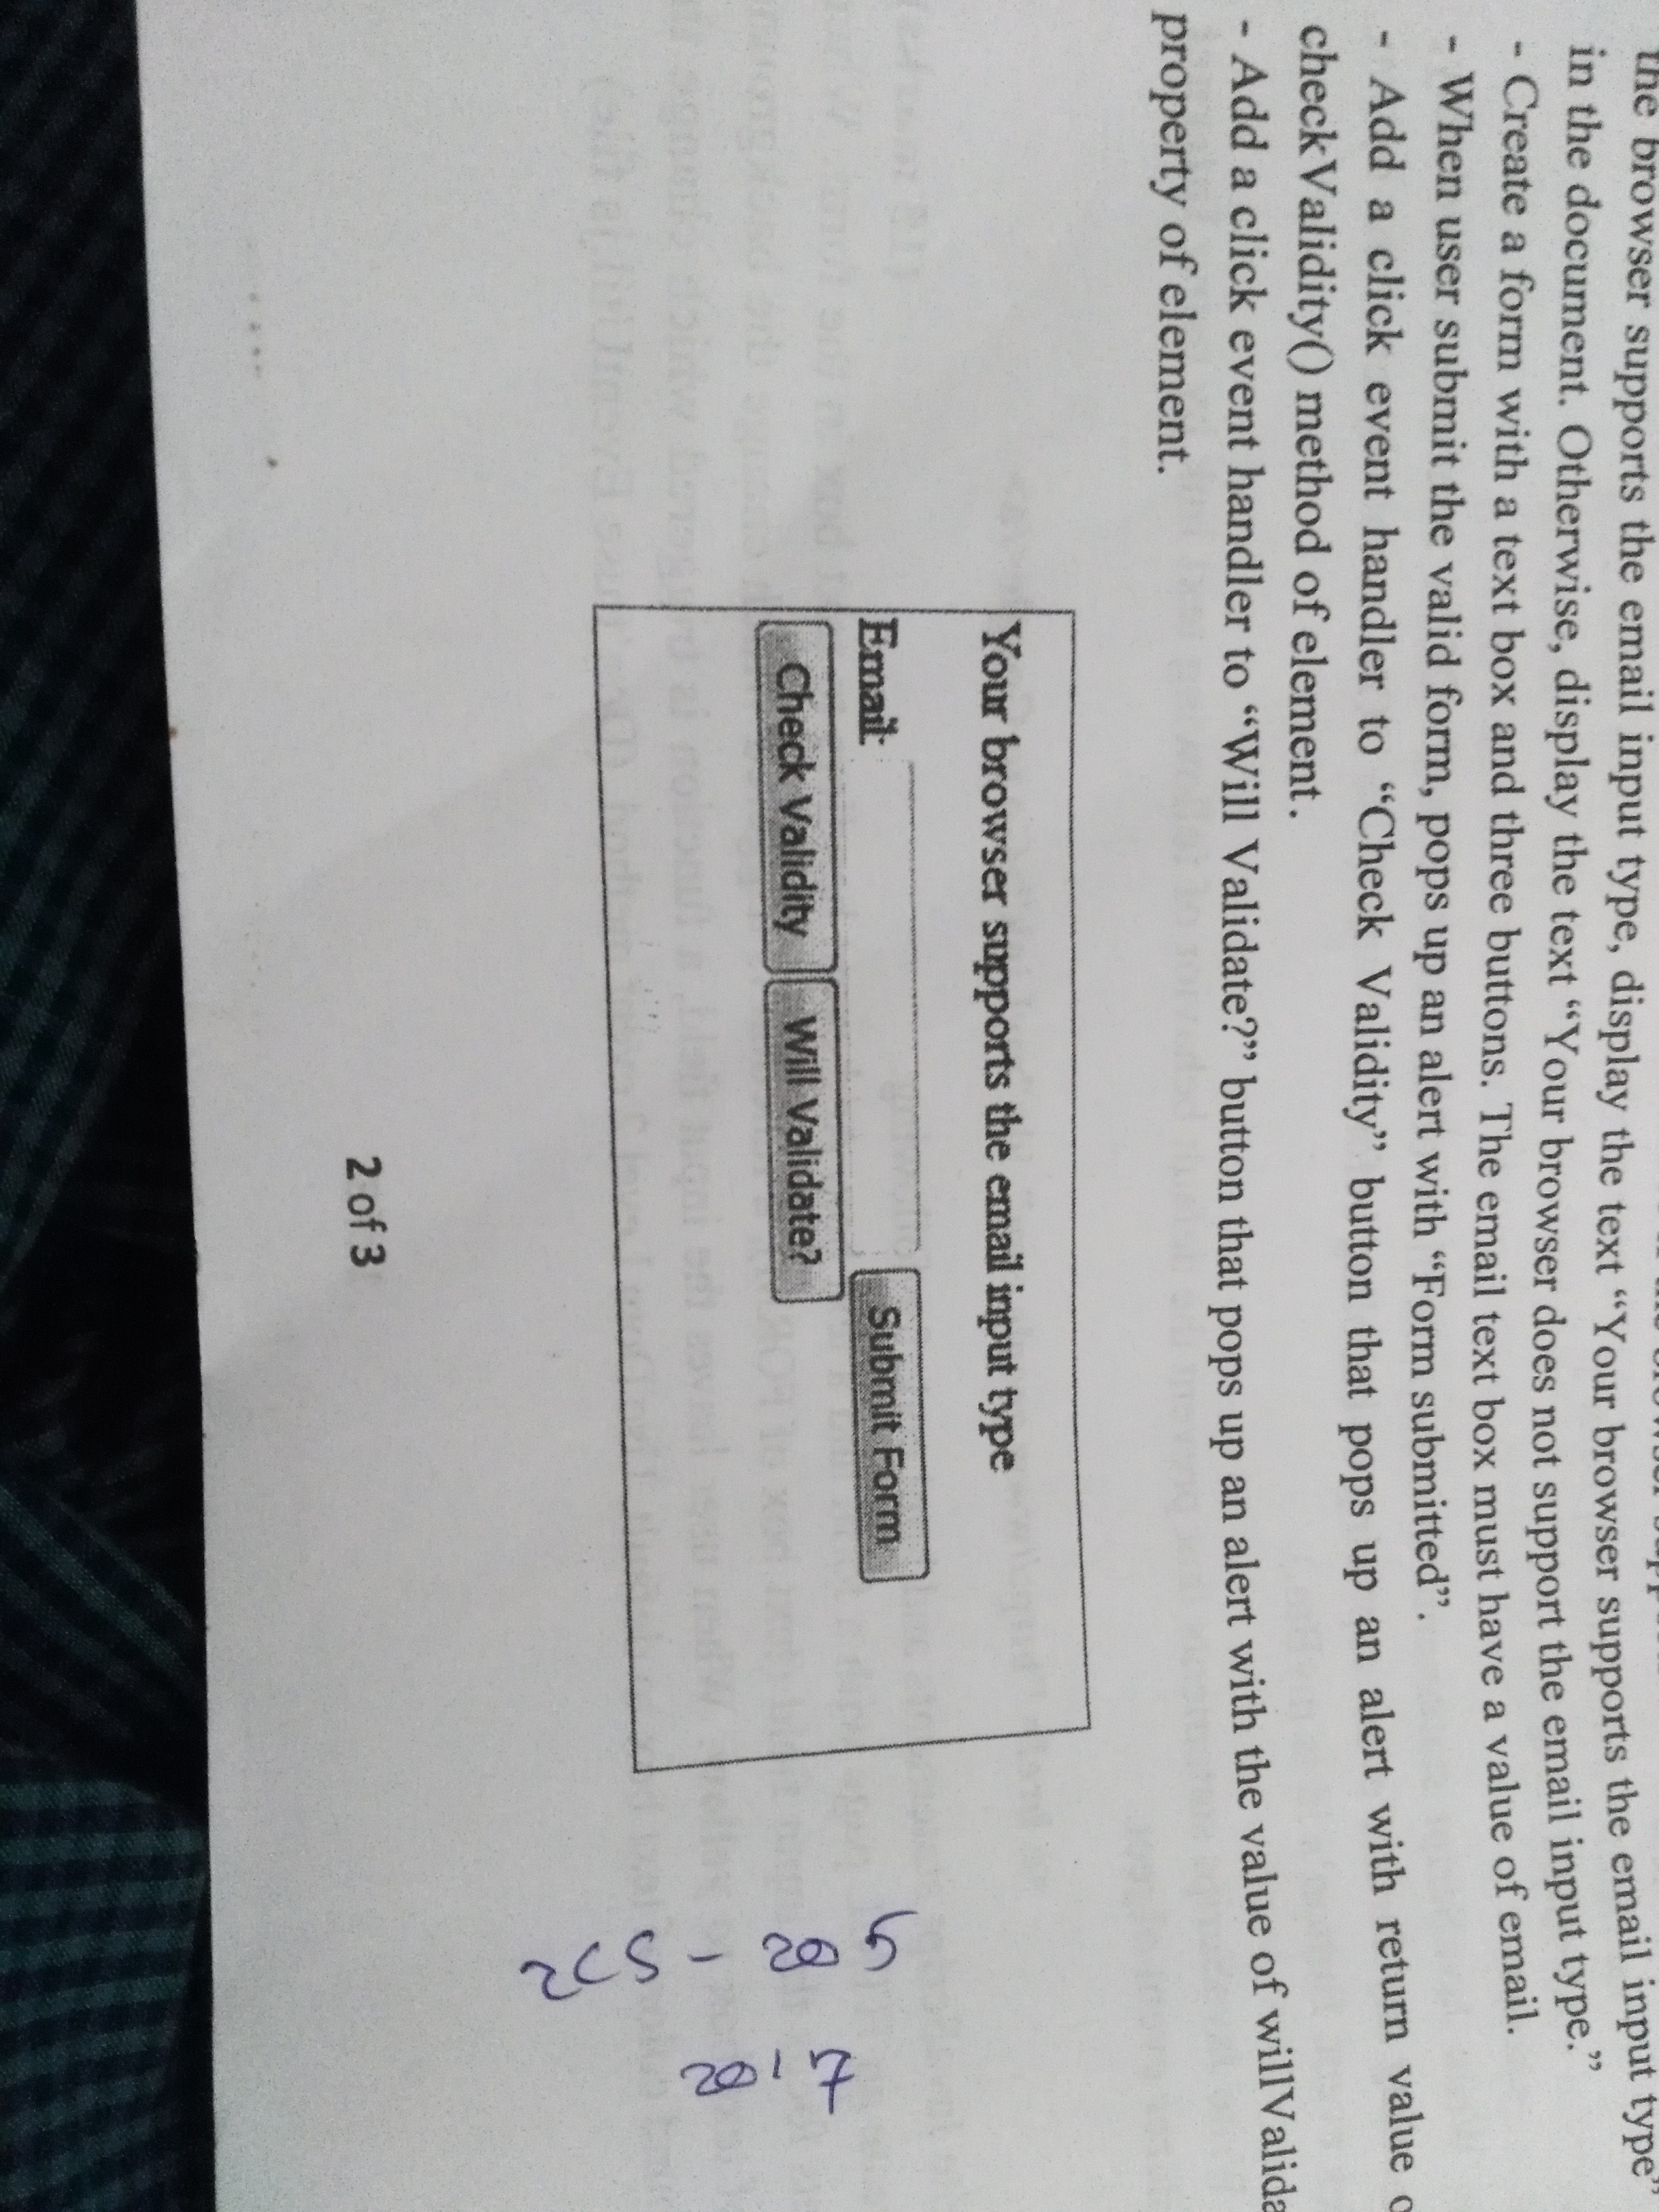 the browser supports the email input type, display the text “Your browser supports the email input type”
in the document. Otherwise, display the text “Your browser does not support the email input type.”
- Create a form with a text box and three buttons. The email text box must have a value of email.
- When user submit the valid form, pops up an alert with “Form submitted”.
- Add a click event handler to “Check Validity” button that pops up an alert with return value
checkValidity() method of element.
- Add a click event handler to “Will Validate?” button that pops up an alert with the value of willValida
property of element.
Your browser supports the email input type
Email:
Submit Form
Check Validity
Will Validate?
2 of 3